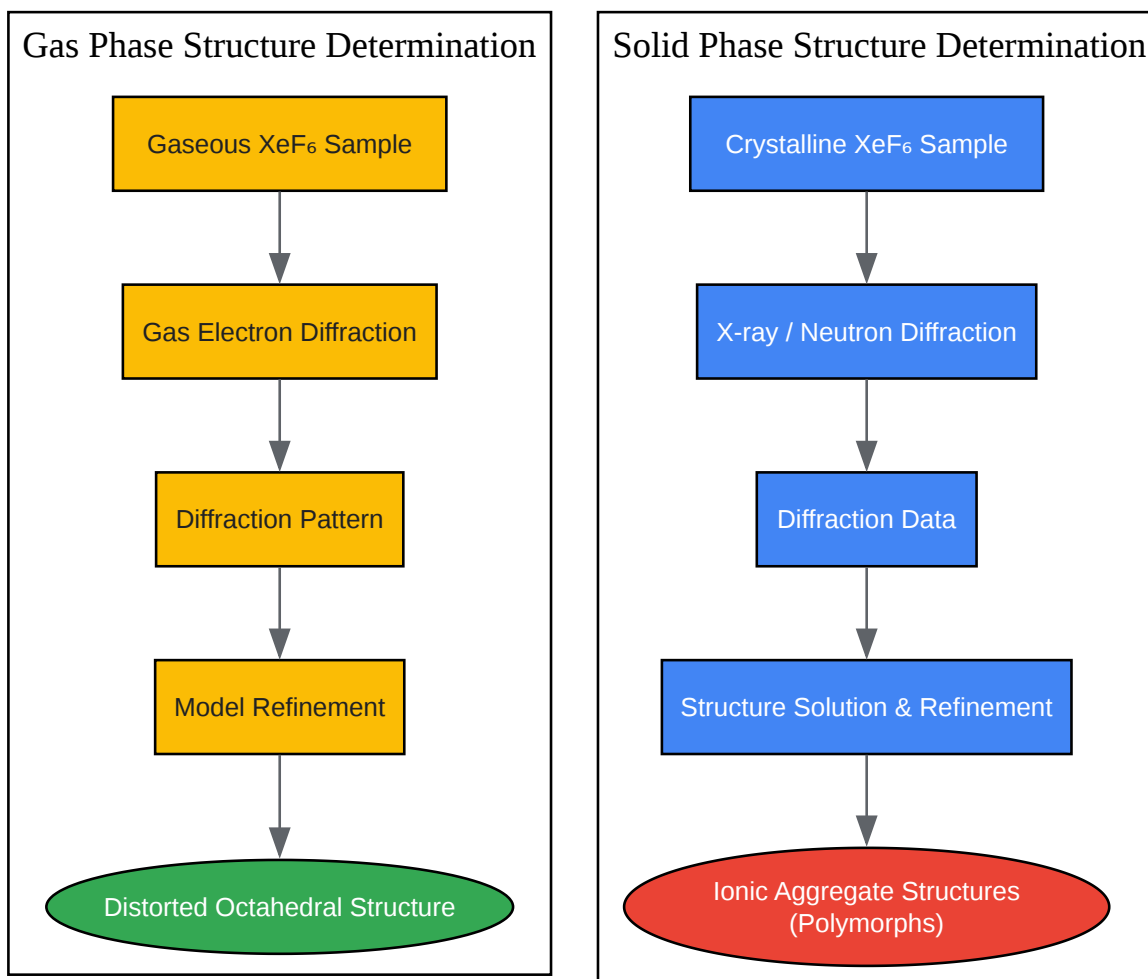 Gas Phase Structure Determination
Gaseous XeF₆ Sample
Gas Electron Diffraction
Diffraction Pattern
Model Refinement
Distorted Octahedral Structure
Solid Phase Structure Determination
Crystalline XeF₆ Sample
X-ray / Neutron Diffraction
Diffraction Data
Structure Solution & Refinement
Ionic Aggregate Structures
(Polymorphs)